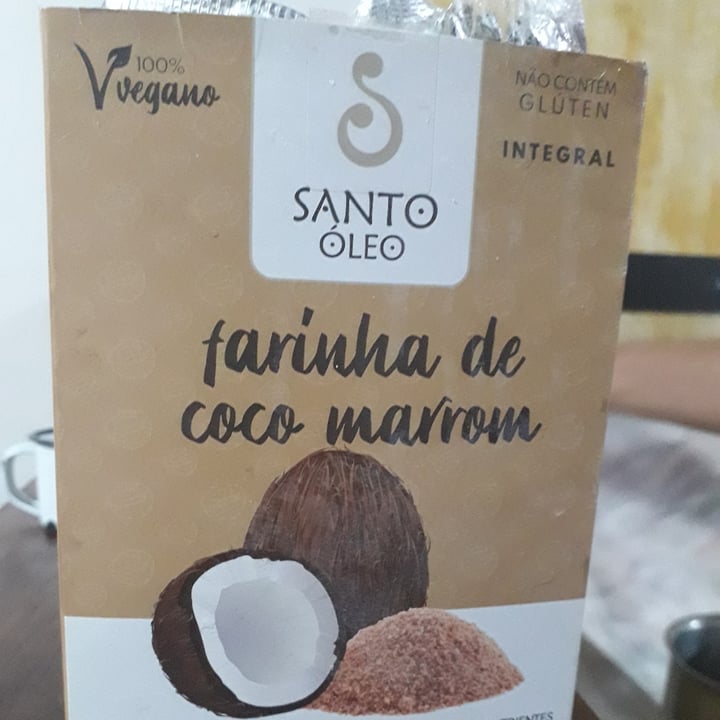 100%
vegano
NÃO CONTÉM
GLÚTEN
INTEGRAL
SANTO
ÓLEO
farinha de
coco marrom